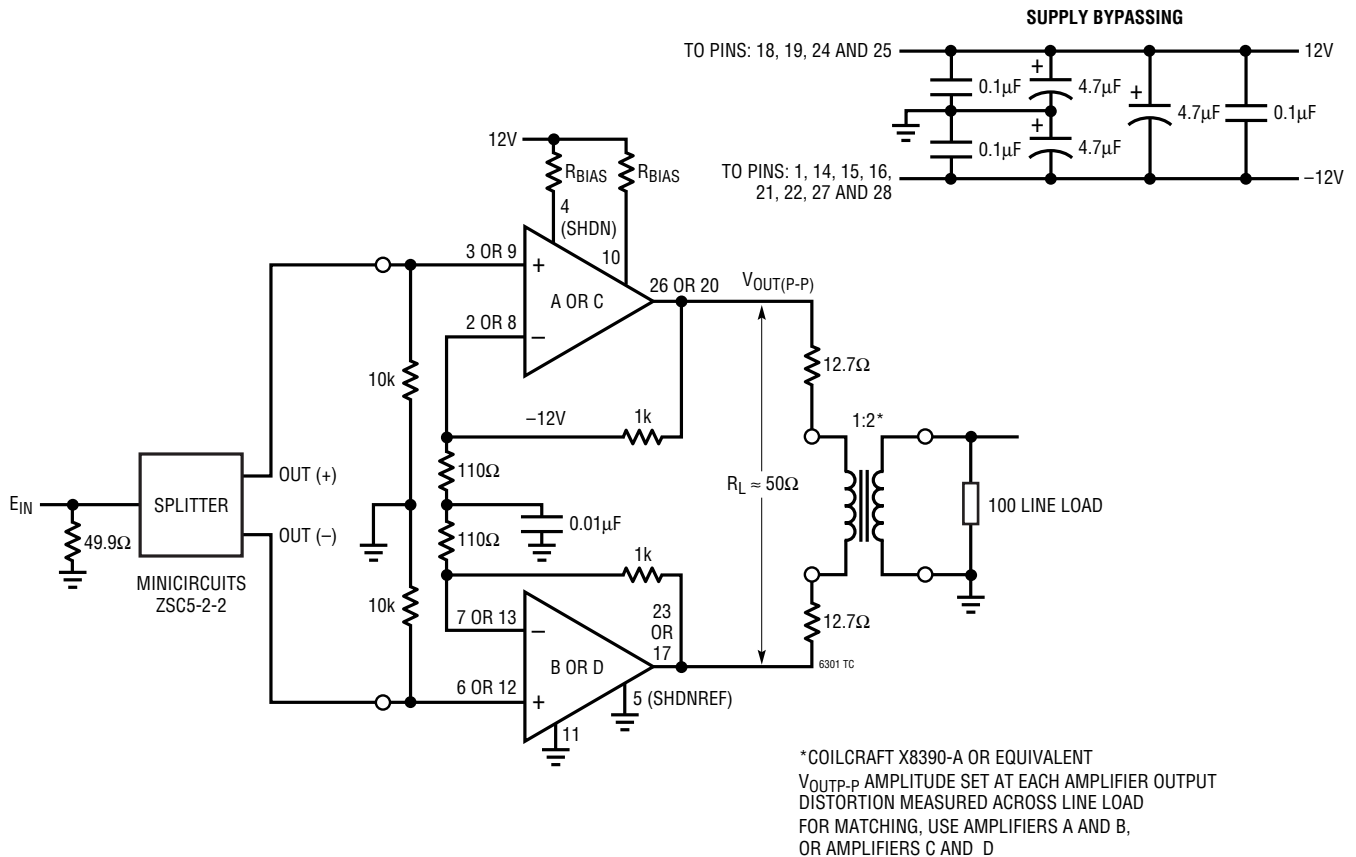 SUPPLY BYPASSING
TO PINS: 18, 19, 24 AND 25
12V
+
0.1µF
4.7µF
+
4.7µF
0.1µF
+
0.1µF
4.7µF
TO PINS: 1, 14, 15, 16,
21, 22, 27 AND 28
–12V
12V
RBIAS
RBIAS
4
(SHDN)
10
3 OR 9
+
A OR C
26 OR 20
VOUT(P-P)
2 OR 8
–
12.7Ω
10k
–12V
1k
1:2*
110Ω
EIN
SPLITTER
OUT (+)
OUT (–)
49.9Ω
MINICIRCUITS
ZSC5-2-2
0.01µF
110Ω
RL ≈ 50Ω
100 LINE LOAD
1k
10k
7 OR 13
–
23
OR
17
12.7Ω
B OR D
6301 TC
6 OR 12
+
5 (SHDNREF)
11
*COILCRAFT X8390-A OR EQUIVALENT
VOUTP-P AMPLITUDE SET AT EACH AMPLIFIER OUTPUT
DISTORTION MEASURED ACROSS LINE LOAD
FOR MATCHING, USE AMPLIFIERS A AND B,
OR AMPLIFIERS C AND D